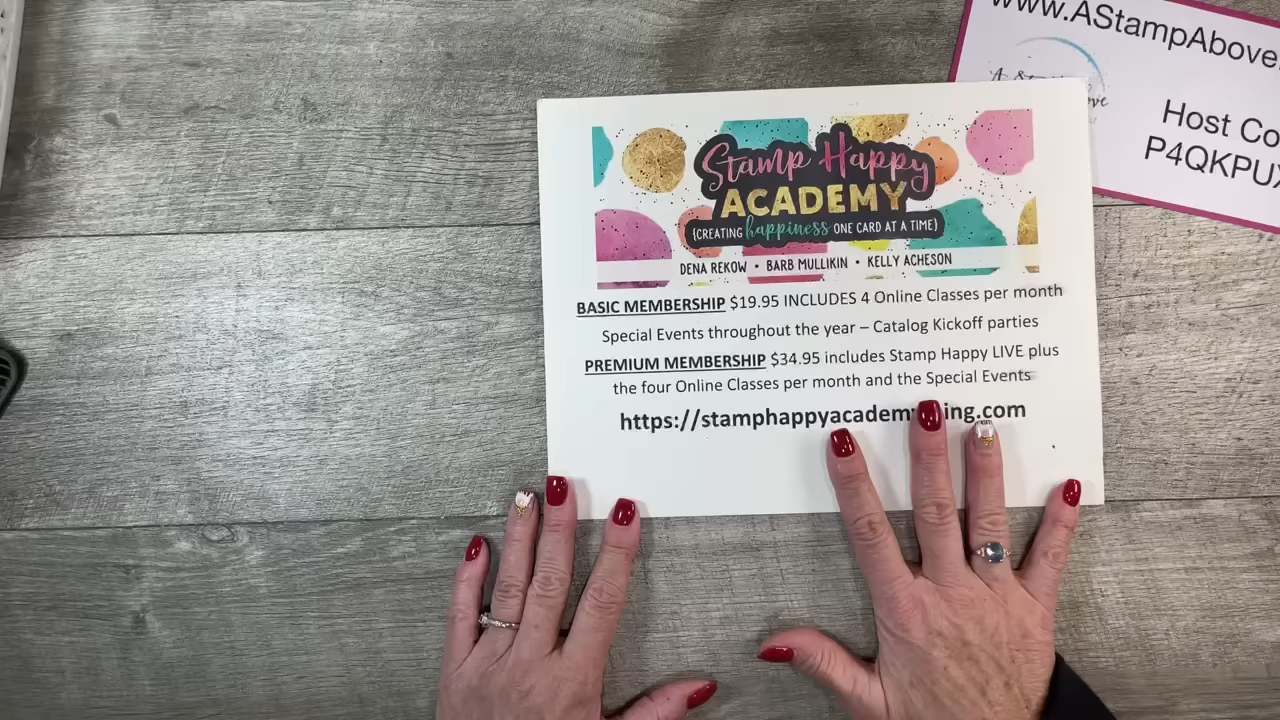 www.AStampAbove
Host Co
P4QKPU
Stamp Happy
ACADEMY
{CREATING happiness ONE CARD AT A TIME}
DENA REKOW • BARB MULLIKIN • KELLY ACHESON
BASIC MEMBERSHIP $19.95 INCLUDES 4 Online Classes per month
Special Events throughout the year – Catalog Kickoff parties
PREMIUM MEMBERSHIP $34.95 includes Stamp Happy LIVE plus
the four Online Classes per month and the Special Events
https://stamphappyacadem ing.com